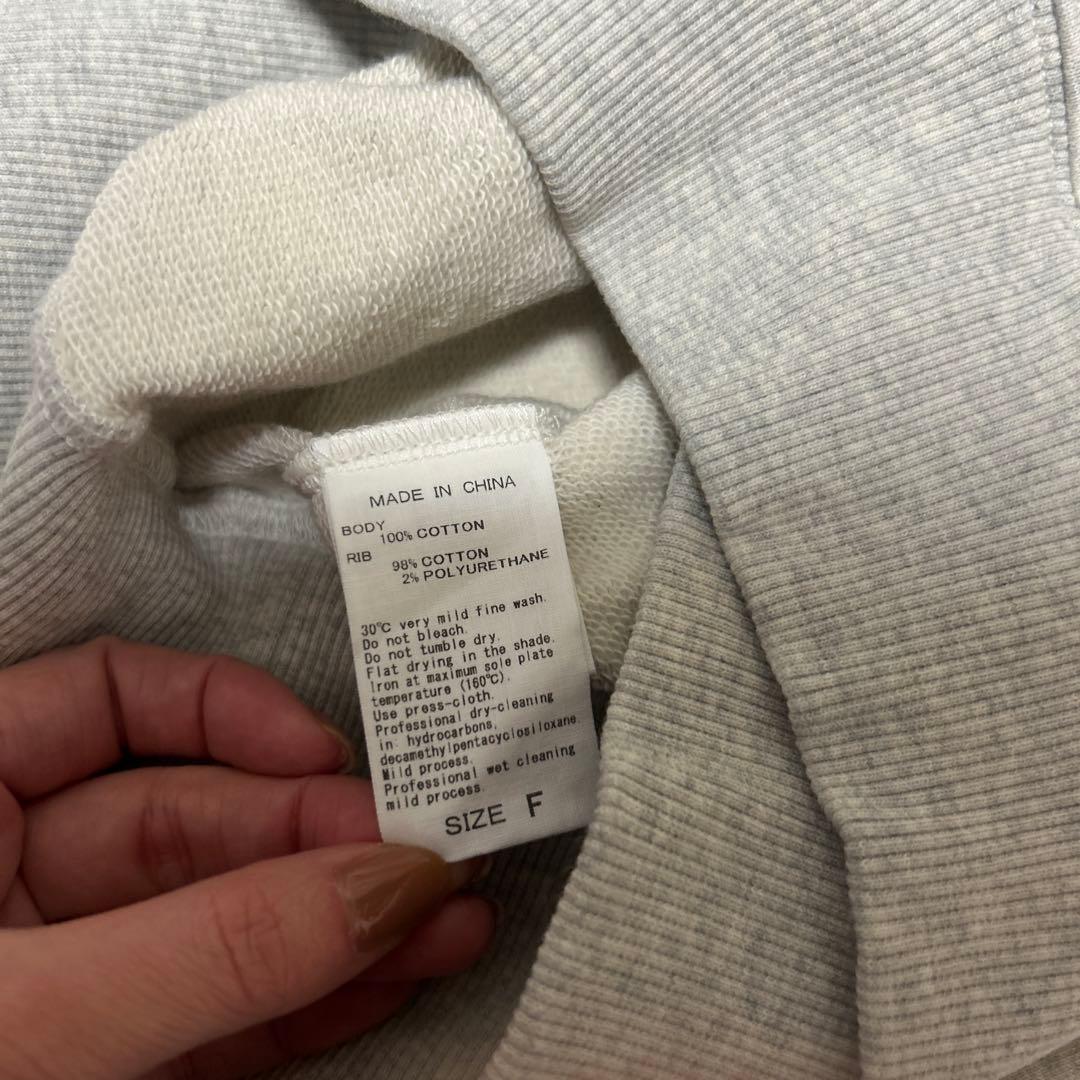 MADE IN CHINA
BODY
100% COTTON
RIB
98% COTTON
2% POLYURETHANE
30℃ very mild fine wash.
Do not bleach.
Do not tumble dry.
Flat drying in the shade.
Iron at maximum sole plate
temperature (160℃).
Use press-cloth.
Professional dry-cleaning
in: hydrocarbons,
decamethylpentacyclosiloxane.
Mild process.
Professional wet cleaning
mild process.
SIZE F